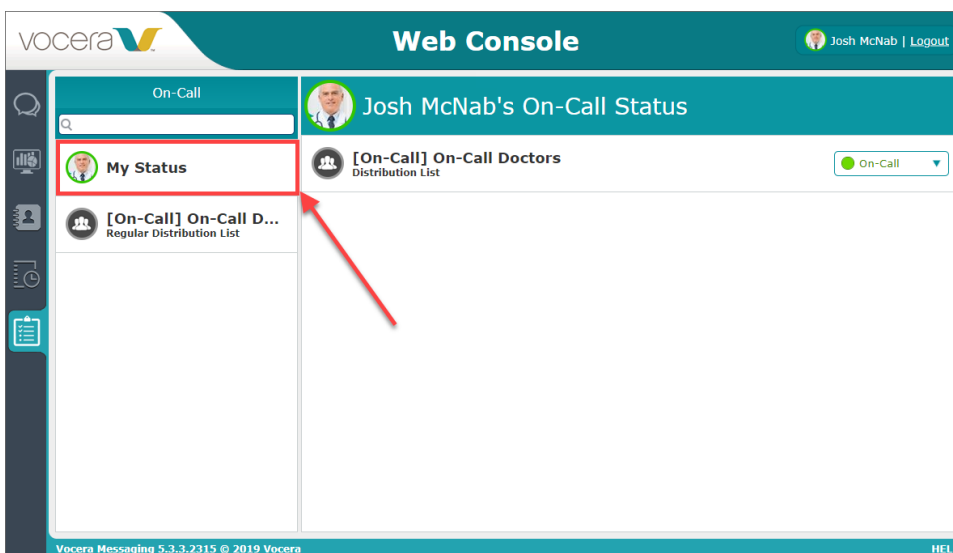 vocera
Web Console
Josh McNab | Logout
On-Call
Josh McNab's On-Call Status
My Status
[On-Call] On-Call Doctors
Distribution List
On-Call
[On-Call] On-Call D...
Regular Distribution List
Vocera Messaging 5.3.3.2315 © 2019 Vocera
HEL